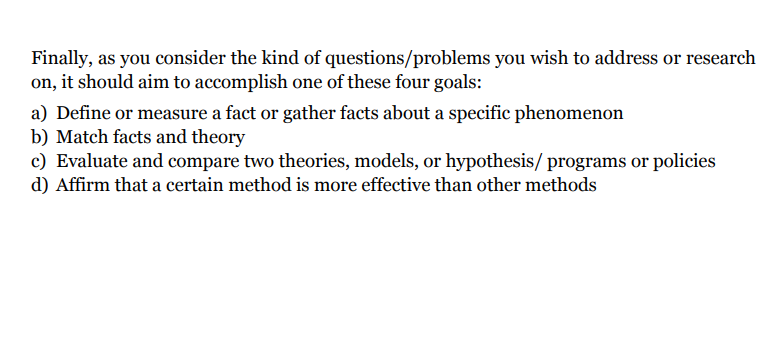 Finally, as you consider the kind of questions/problems you wish to address or research
on, it should aim to accomplish one of these four goals:
a) Define or measure a fact or gather facts about a specific phenomenon
b) Match facts and theory
c) Evaluate and compare two theories, models, or hypothesis/ programs or policies
d) Affirm that a certain method is more effective than other methods